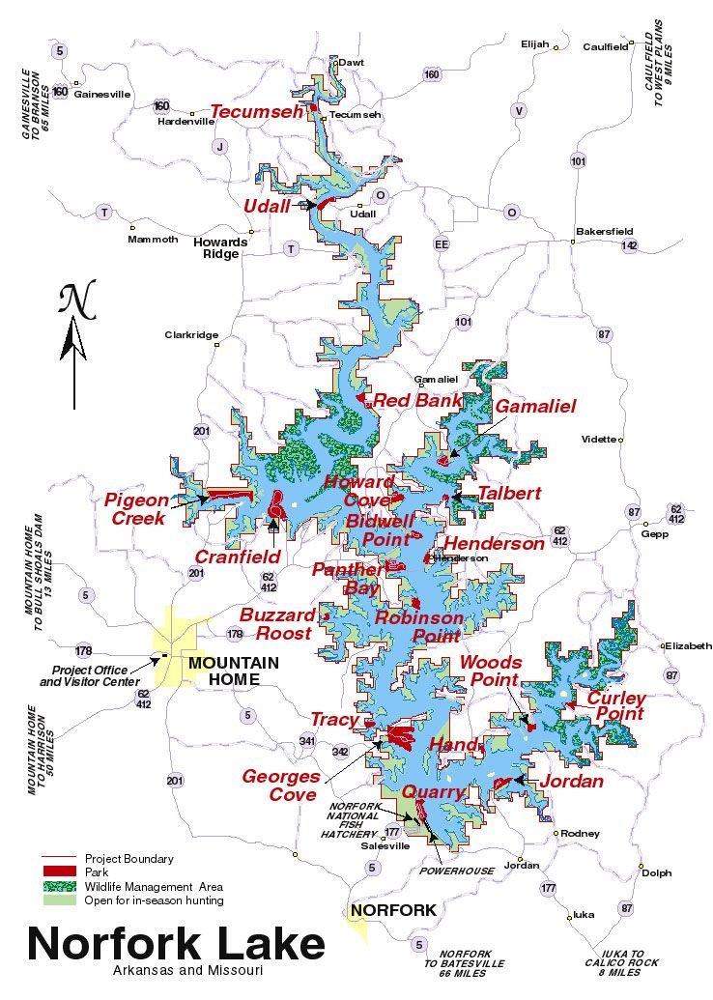 5
Dawt
Elijah
Caulfield
CAULFIELD
TO WEST PLAINS
9 MILES
160
160
Gainesville
GAINESVILLE
TO BRANSON
65 MILES
160
Hardenville
Tecumseh
Tecumseh
V
J
101
O
Udall
Udall
T
O
Mammoth
Howards
Ridge
T
EE
Bakersfield
142
N
101
87
Clarkridge
Gamaliel
Red Bank
Gamaliel
201
Vidette
Howard
Cove
Talbert
Pigeon
Creek
Bidwell
Point
87
62
412
Gepp
Cranfield
Henderson
Henderson
62
412
MOUNTAIN HOME
TO BULL SHOALS DAM
13 MILES
201
62
412
Panther
Bay
5
Buzzard
Roost
Robinson
Point
178
178
Elizabeth
Project Office
and Visitor Center
MOUNTAIN
HOME
Woods
Point
87
62
412
Curley
Point
5
Tracy
MOUNTAIN HOME
TO HARRISON
50 MILES
341
342
Hand
201
Georges
Cove
Quarry
Jordan
NORFORK
NATIONAL
FISH
HATCHERY
177
Salesville
Rodney
Project Boundary
Park
Wildlife Management Area
Open for in-season hunting
5
POWERHOUSE
Jordan
Dolph
177
NORFORK
Iuka
87
Norfork Lake
Arkansas and Missouri
5
NORFORK
TO BATESVILLE
66 MILES
IUKA TO
CALICO ROCK
8 MILES